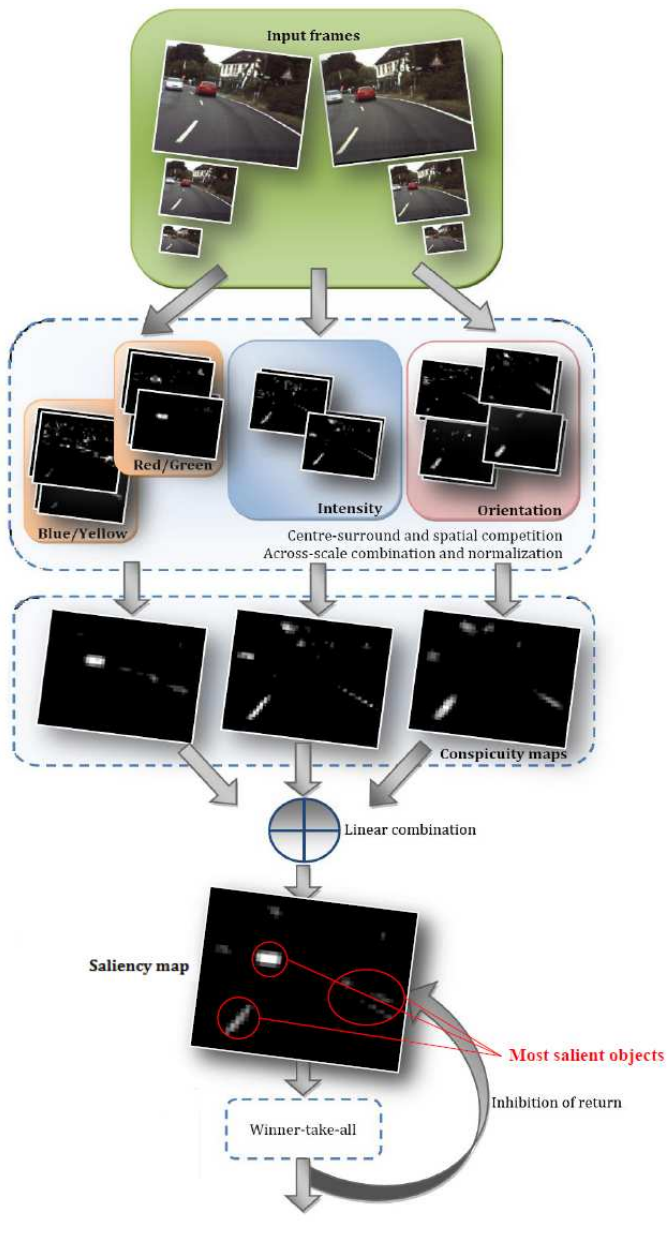 Input frames
Red/Green
Blue/Yellow
Intensity
Orientation
Centre-surround and spatial competition
Across-scale combination and normalization
Conspicuity maps
Linear combination
Saliency map
Most salient objects
Inhibition of return
Winner-take-all